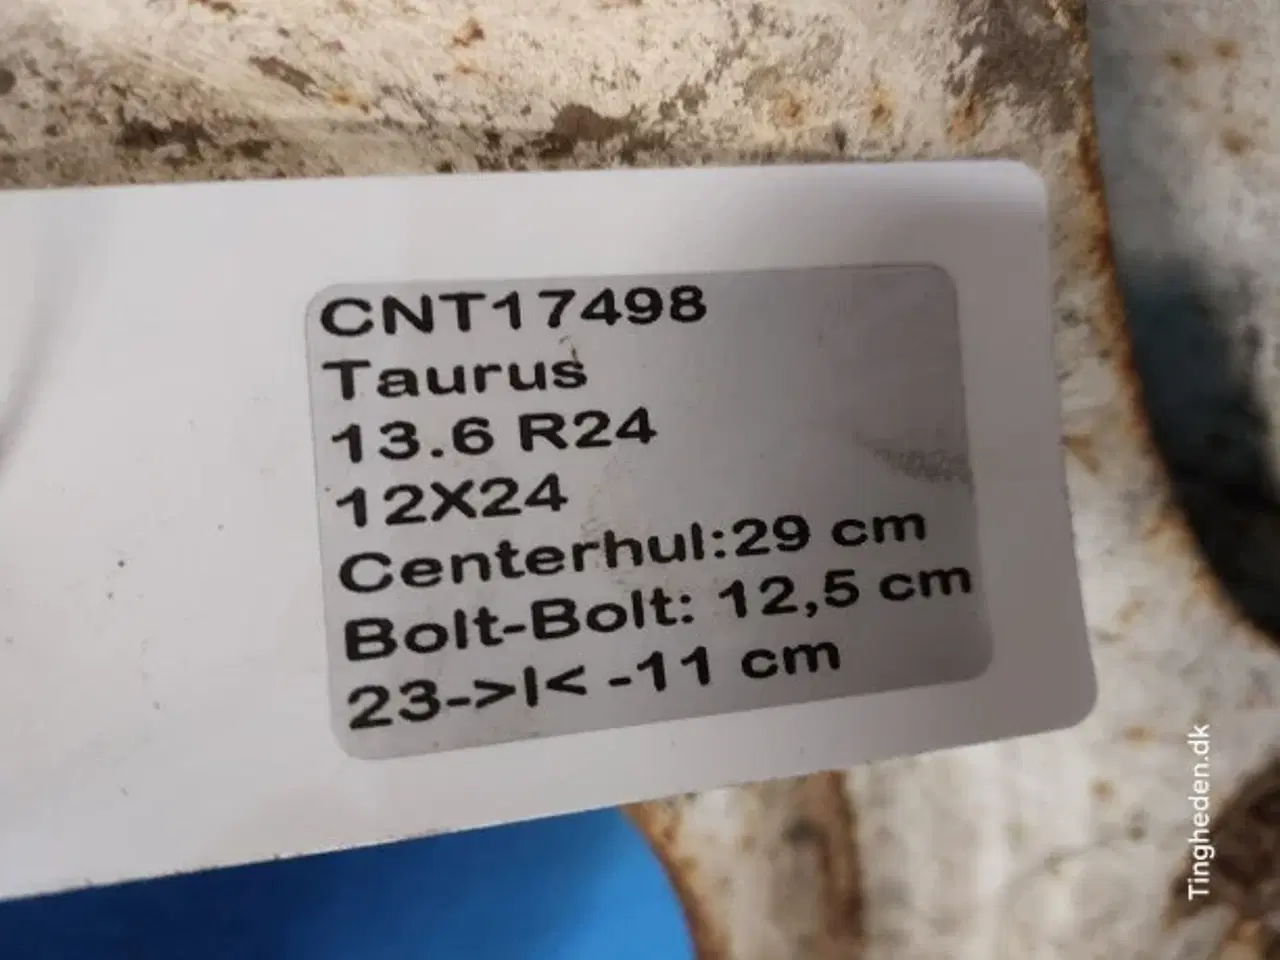 CNT17498
Taurus
13.6 R24
12X24
Centerhul:29 cm
Bolt-Bolt: 12,5 cm
23->I< -11 cm
Tingheden.dk